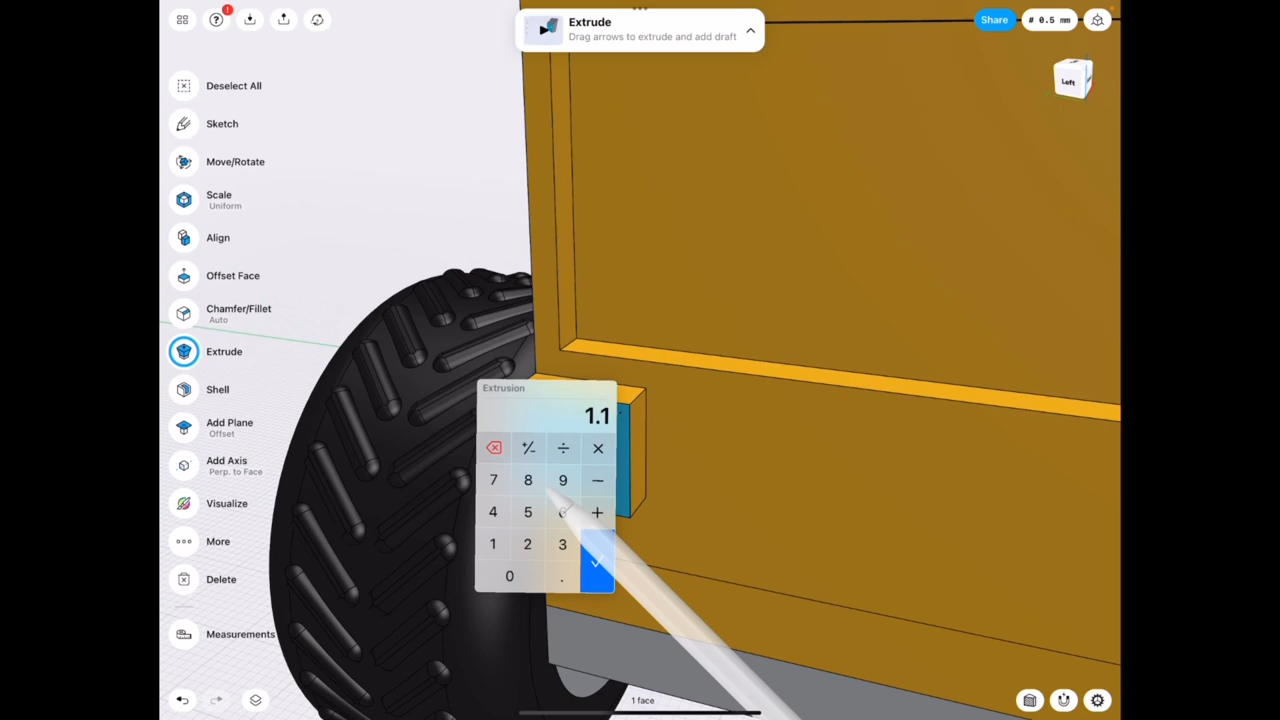 !
Extrude
Drag arrows to extrude and add draft
Share
# 0.5 mm
Left
Deselect All
Sketch
Move/Rotate
Scale
Uniform
Align
Offset Face
Chamfer/Fillet
Auto
Extrude
Shell
Add Plane
Offset
Add Axis
Perp. to Face
Visualize
More
Delete
Measurements
Extrusion
1.1
+/- ÷ ×
7 8 9 −
4 5 6 +
1 2 3
0 .
1 face